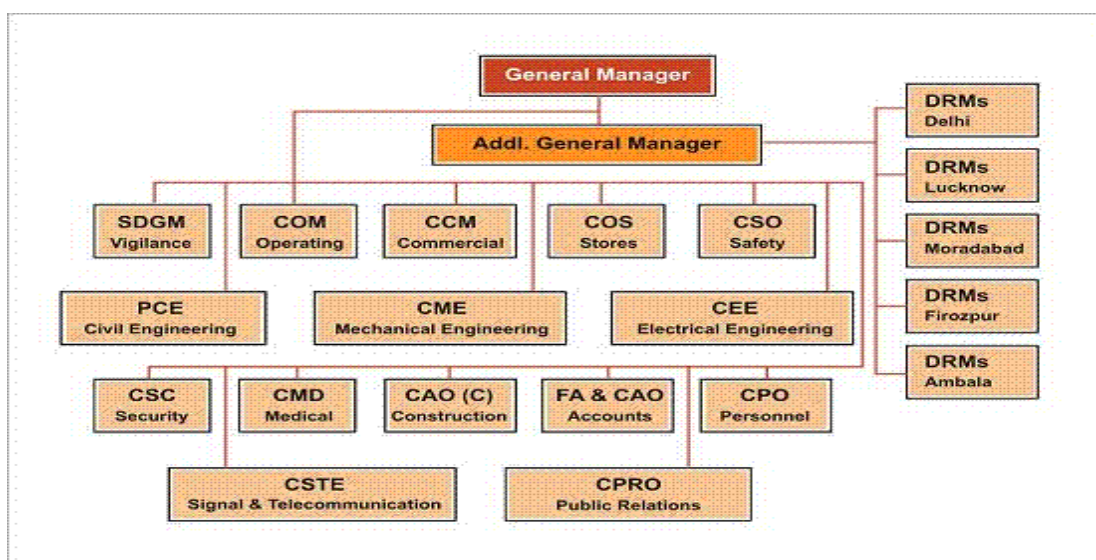 General Manager
Addl. General Manager
DRMs
Delhi
DRMs
Lucknow
DRMs
Moradabad
DRMs
Firozpur
DRMs
Ambala
SDGM
Vigilance
COM
Operating
CCM
Commercial
COS
Stores
CSO
Safety
PCE
Civil Engineering
CME
Mechanical Engineering
CEE
Electrical Engineering
CSC
Security
CMD
Medical
CAO (C)
Construction
FA & CAO
Accounts
CPO
Personnel
CSTE
Signal & Telecommunication
CPRO
Public Relations